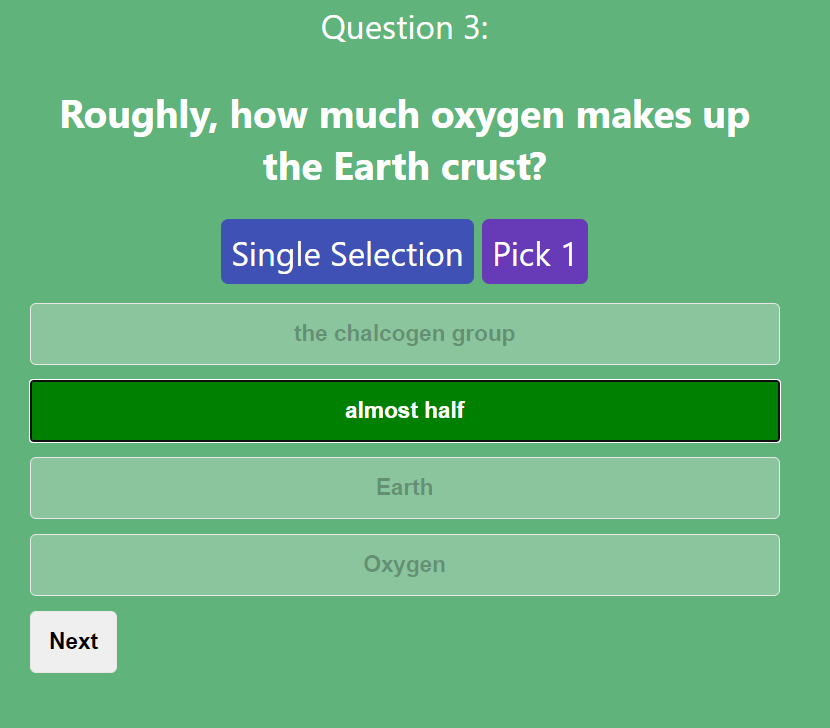 Question 3:
Roughly, how much oxygen makes up
the Earth crust?
Single Selection Pick 1
the chalcogen group
almost half
Earth
Oxygen
Next